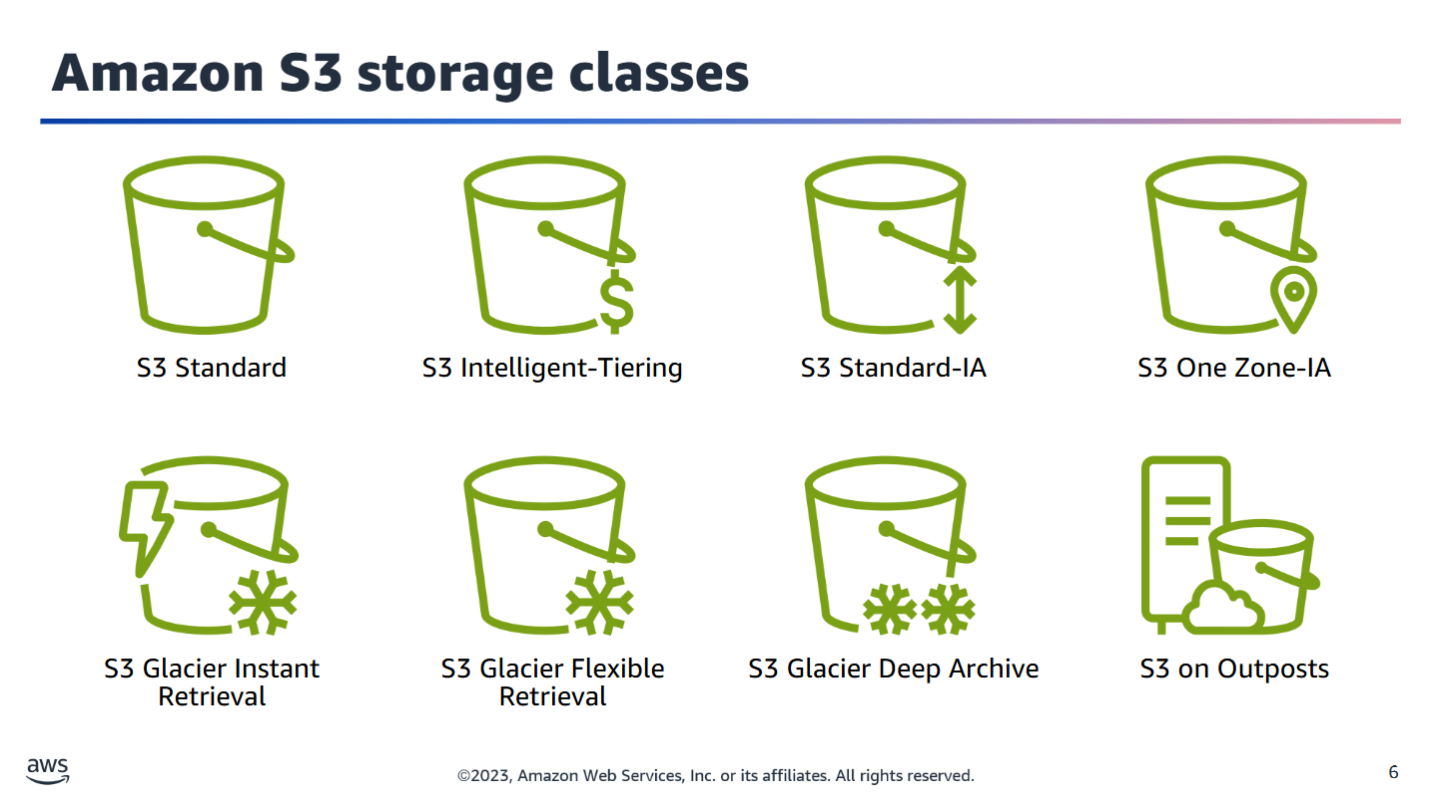 Amazon S3 storage classes
$
S3 Standard
S3 Intelligent-Tiering
S3 Standard-IA
S3 One Zone-IA
S3 Glacier Instant
Retrieval
S3 Glacier Flexible
Retrieval
S3 Glacier Deep Archive
S3 on Outposts
aws
©2023, Amazon Web Services, Inc. or its affiliates. All rights reserved.
6